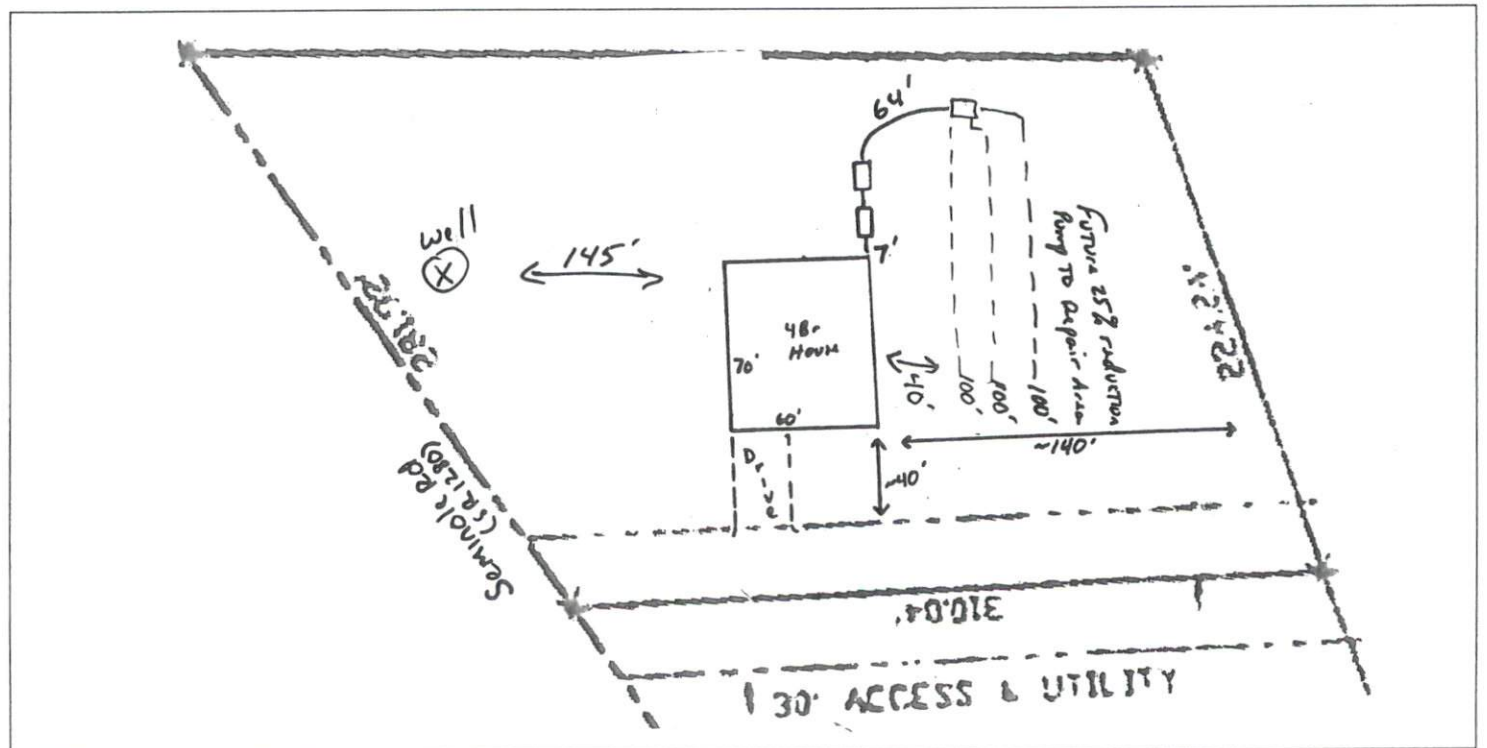 64'
Well
145'
7'
4Br
House
70'
60'
Drive
40'
100'
100'
100'
Future 25% reduction
Pump to Repair Area
~140'
~40'
Seminole Rd
(SR 1280)
310.04'
30' ACCESS & UTILITY